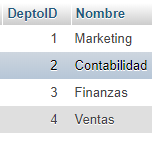 DeptoID Nombre
1 Marketing
2 Contabilidad
3 Finanzas
4 Ventas